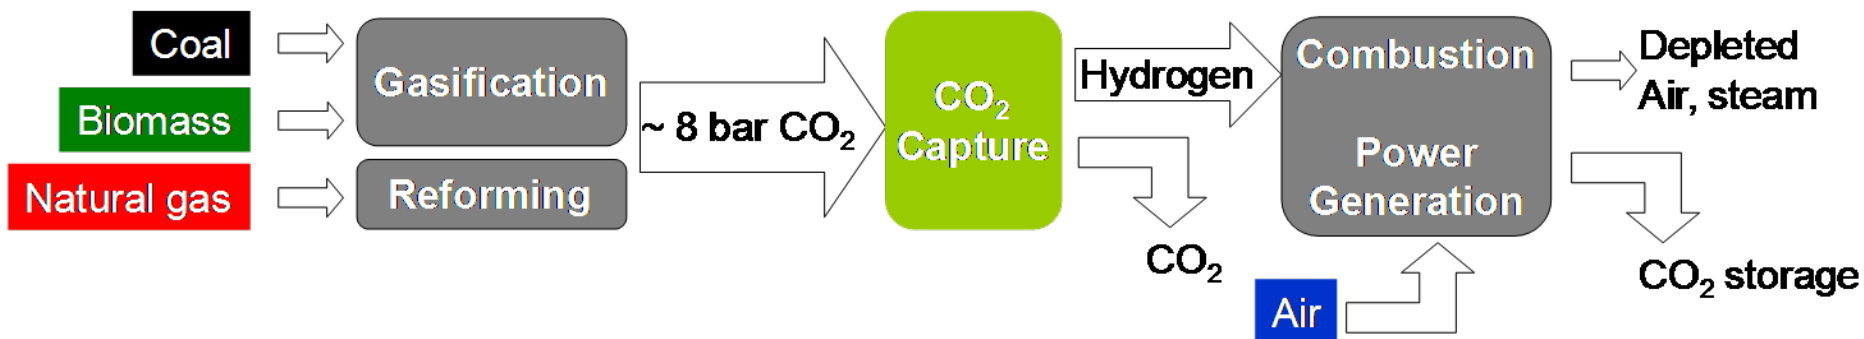 Coal
Biomass
Natural gas
Gasification
Reforming
~ 8 bar CO₂
CO₂
Capture
Hydrogen
CO₂
Combustion
Power
Generation
Air
Depleted
Air, steam
CO₂ storage